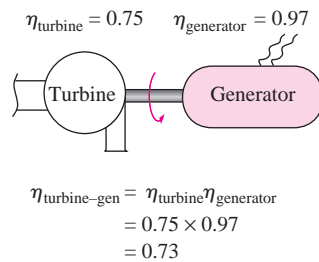 ηturbine = 0.75 ηgenerator = 0.97
Turbine Generator
ηturbine–gen = ηturbineηgenerator
= 0.75 × 0.97
= 0.73